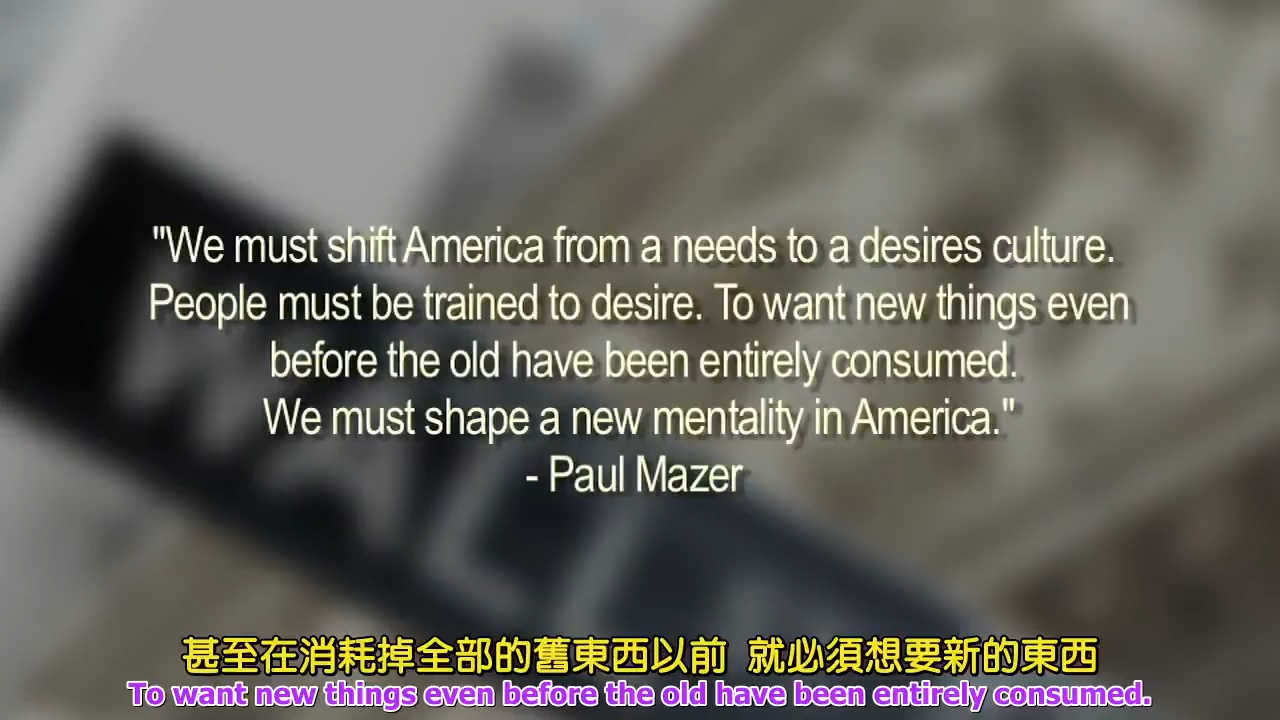 "We must shift America from a needs to a desires culture.
People must be trained to desire. To want new things even
before the old have been entirely consumed.
We must shape a new mentality in America."
- Paul Mazer
WALL
甚至在消耗掉全部的舊東西以前 就必須想要新的東西
To want new things even before the old have been entirely consumed.